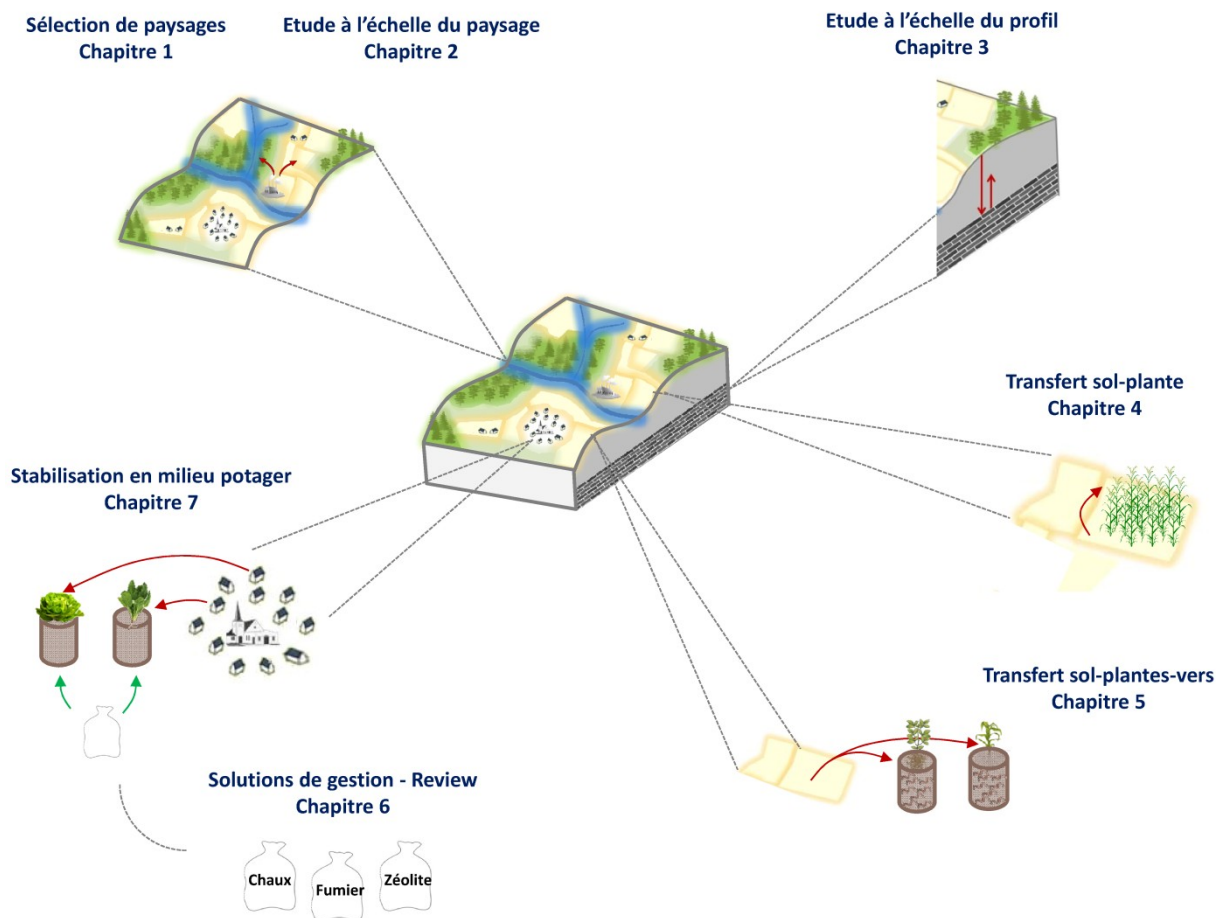 Sélection de paysages
Chapitre 1
Etude à l'échelle du paysage
Chapitre 2
Etude à l'échelle du profil
Chapitre 3
Transfert sol-plante
Chapitre 4
Stabilisation en milieu potager
Chapitre 7
Transfert sol-plantes-vers
Chapitre 5
Solutions de gestion - Review
Chapitre 6
Chaux
Fumier
Zéolite